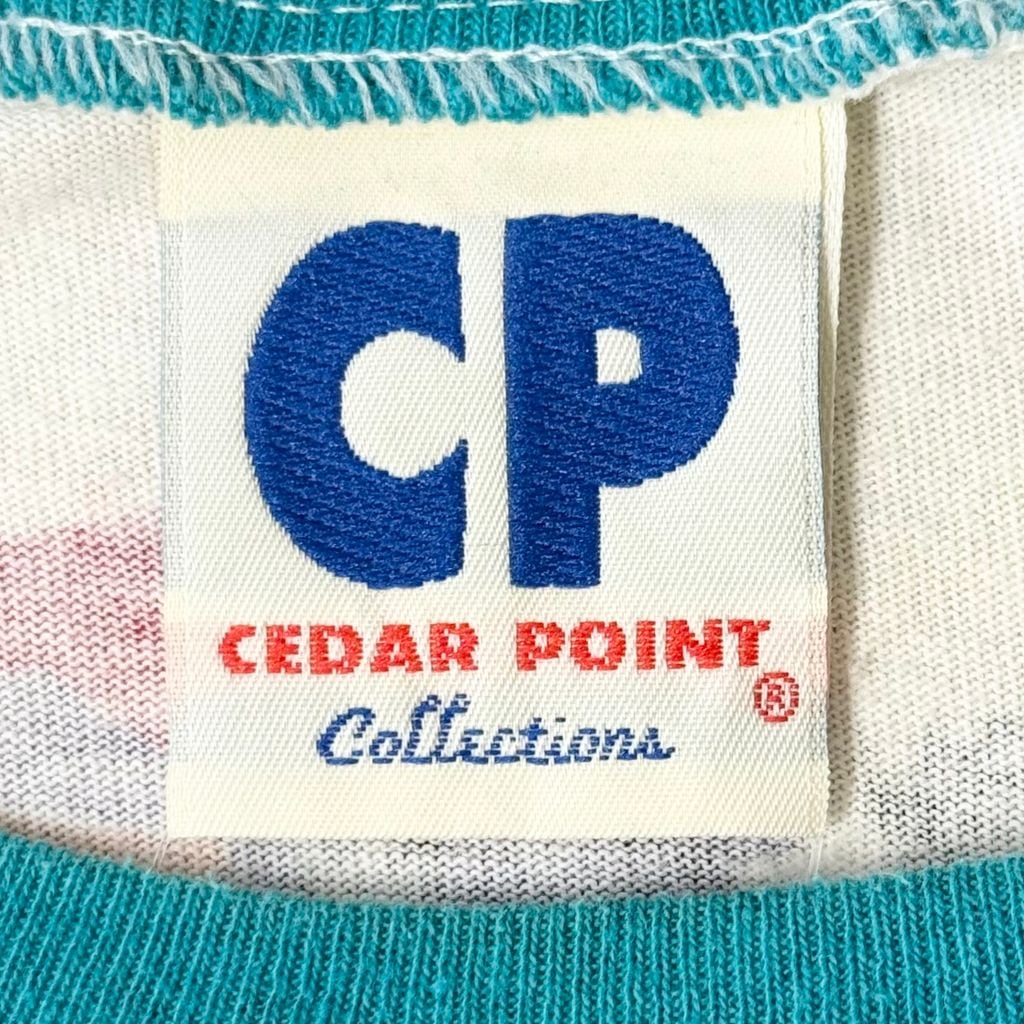 CP
CEDAR POINT
®
Collections